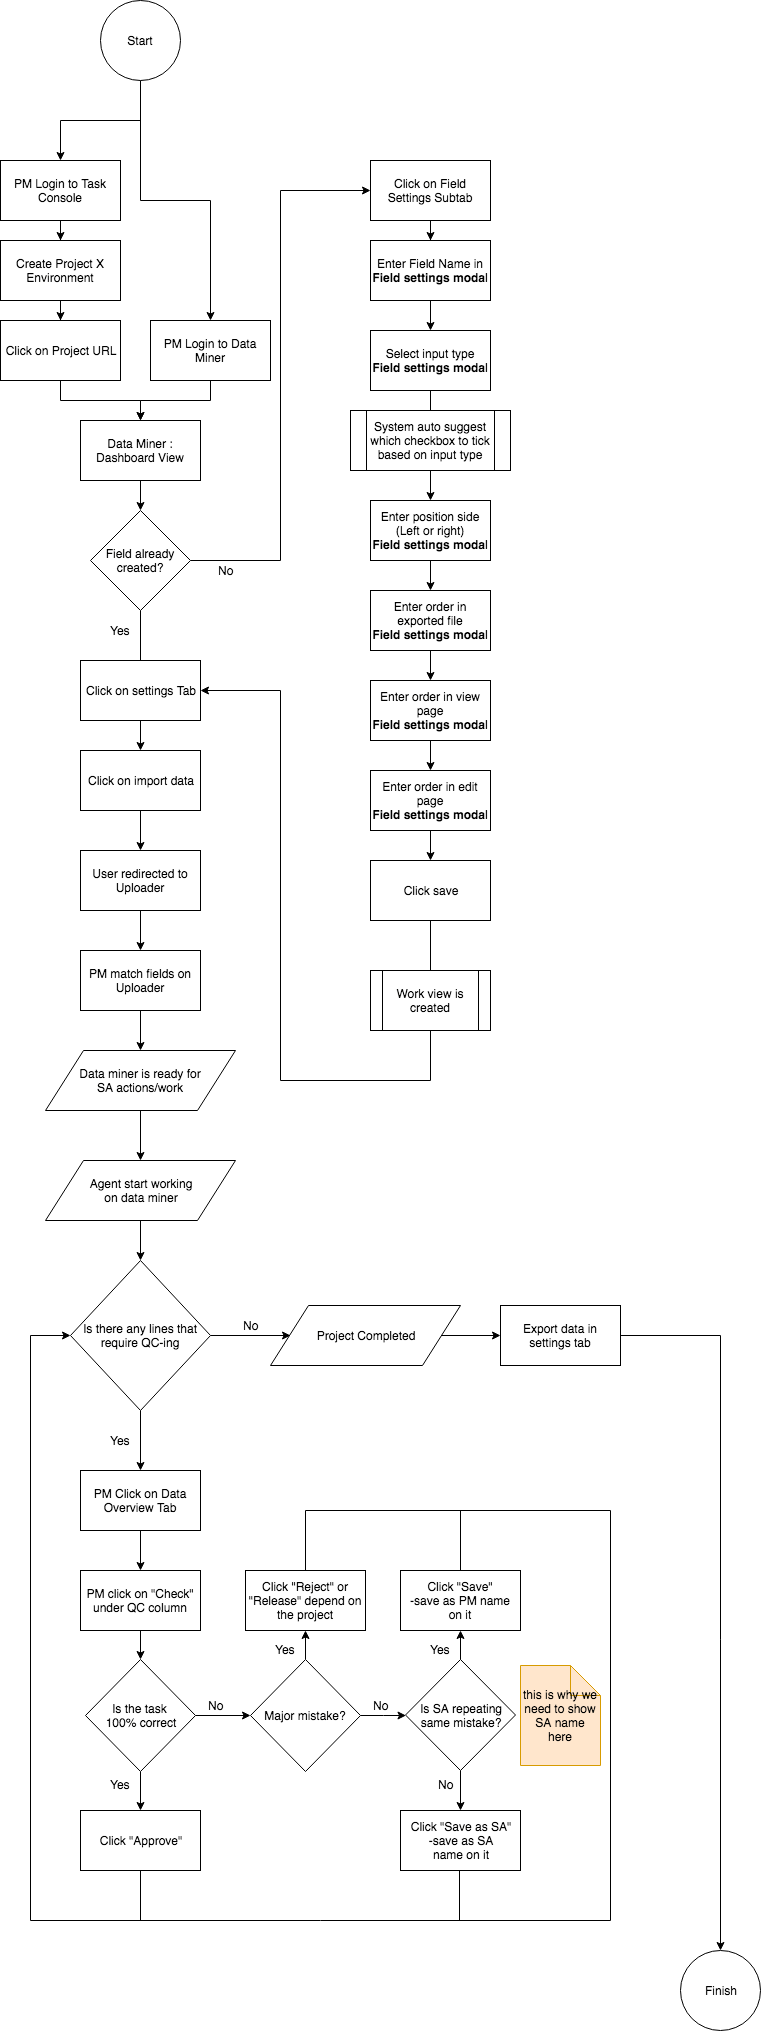 Start
PM Login to Task
Console
Create Project X
Environment
Click on Project URL
PM Login to Data
Miner
Data Miner :
Dashboard View
Field already
created?
No
Yes
Click on Field
Settings Subtab
Enter Field Name in
Field settings modal
Select input type
Field settings modal
System auto suggest
which checkbox to tick
based on input type
Enter position side
(Left or right)
Field settings modal
Enter order in
exported file
Field settings modal
Enter order in view
page
Field settings modal
Enter order in edit
page
Field settings modal
Click save
Work view is
created
Click on settings Tab
Click on import data
User redirected to
Uploader
PM match fields on
Uploader
Data miner is ready for
SA actions/work
Agent start working
on data miner
Is there any lines that
require QC-ing
No
Project Completed
Export data in
settings tab
Yes
PM Click on Data
Overview Tab
PM click on "Check"
under QC column
Click "Reject" or
"Release" depend on
the project
Click "Save"
-save as PM name
on it
Yes
Yes
Is the task
100% correct
No
Major mistake?
No
Is SA repeating
same mistake?
this is why we
need to show
SA name
here
Yes
No
Click "Approve"
Click "Save as SA"
-save as SA
name on it
Finish